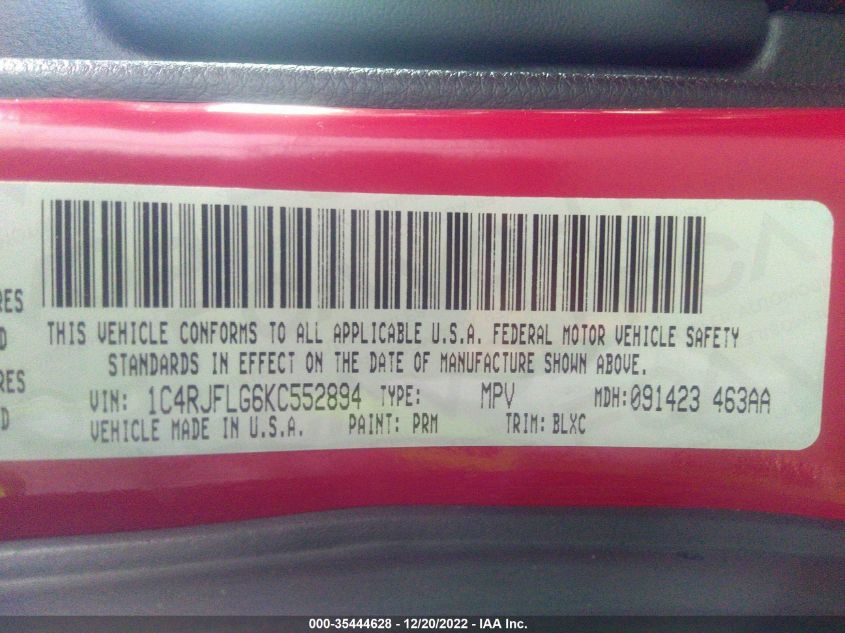 RES
D
RES
D
THIS VEHICLE CONFORMS TO ALL APPLICABLE U.S.A. FEDERAL MOTOR VEHICLE SAFETY
STANDARDS IN EFFECT ON THE DATE OF MANUFACTURE SHOWN ABOVE.
VIN: 1C4RJFLG6KC552894 TYPE: MPV MDH:091423 463AA
VEHICLE MADE IN U.S.A. PAINT: PRM TRIM:BLXC
000-35444628 - 12/20/2022 - IAA Inc.